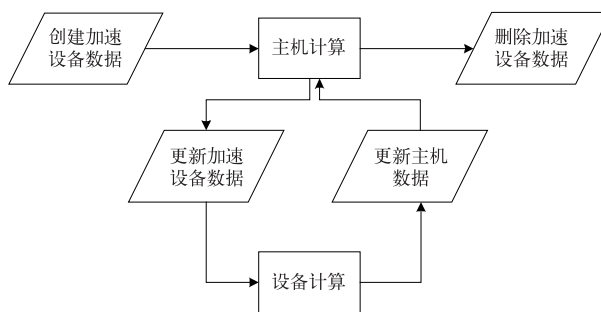 创建加速
设备数据
主机计算
删除加速
设备数据
更新加速
设备数据
更新主机
数据
设备计算